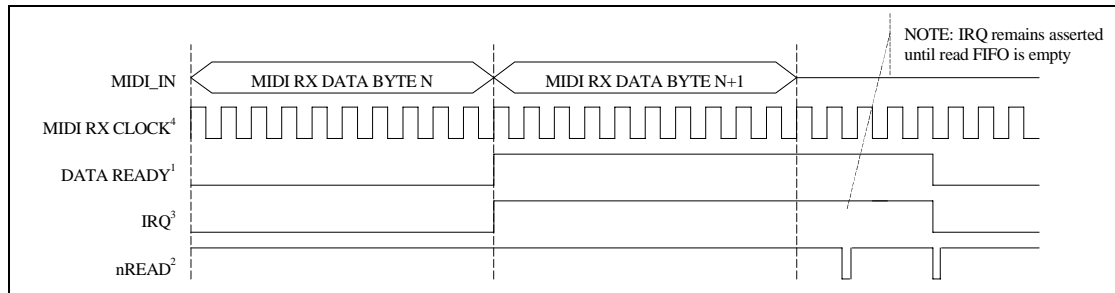 NOTE: IRQ remains asserted
until read FIFO is empty
MIDI_IN
MIDI RX DATA BYTE N
MIDI RX DATA BYTE N+1
MIDI RX CLOCK⁴
DATA READY¹
IRQ³
nREAD²